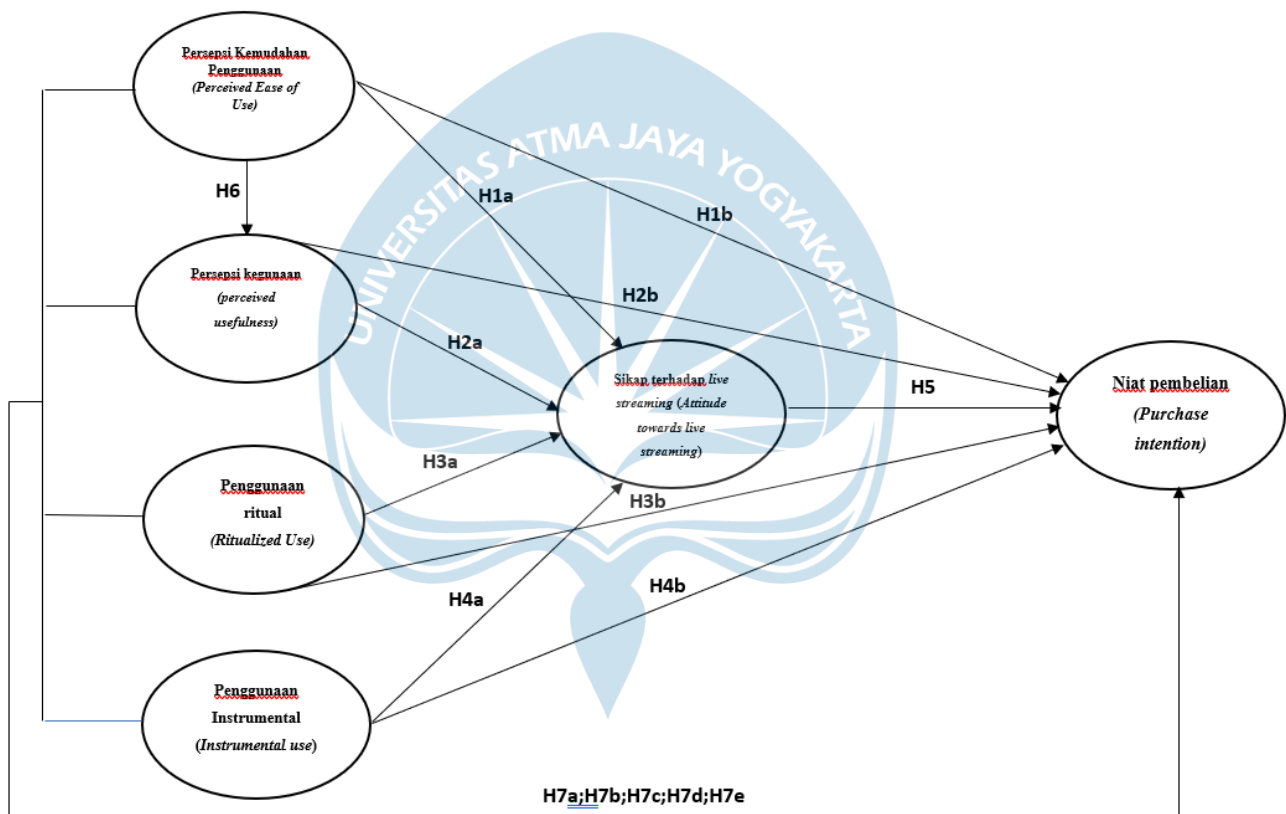 Persepsi Kemudahan
Penggunaan
(Perceived Ease of
Use)
H6
H1a
H1b
UNIVERSITAS ATMA JAYA YOGYAKARTA
Persepsi kegunaan
(perceived
usefulness)
H2b
H2a
Sikap terhadap live
streaming (Attitude
towards live
streaming)
H5
Niat pembelian
(Purchase
intention)
H3a
H3b
Penggunaan
ritual
(Ritualized Use)
H4a
H4b
Penggunaan
Instrumental
(Instrumental use)
H7a;H7b;H7c;H7d;H7e